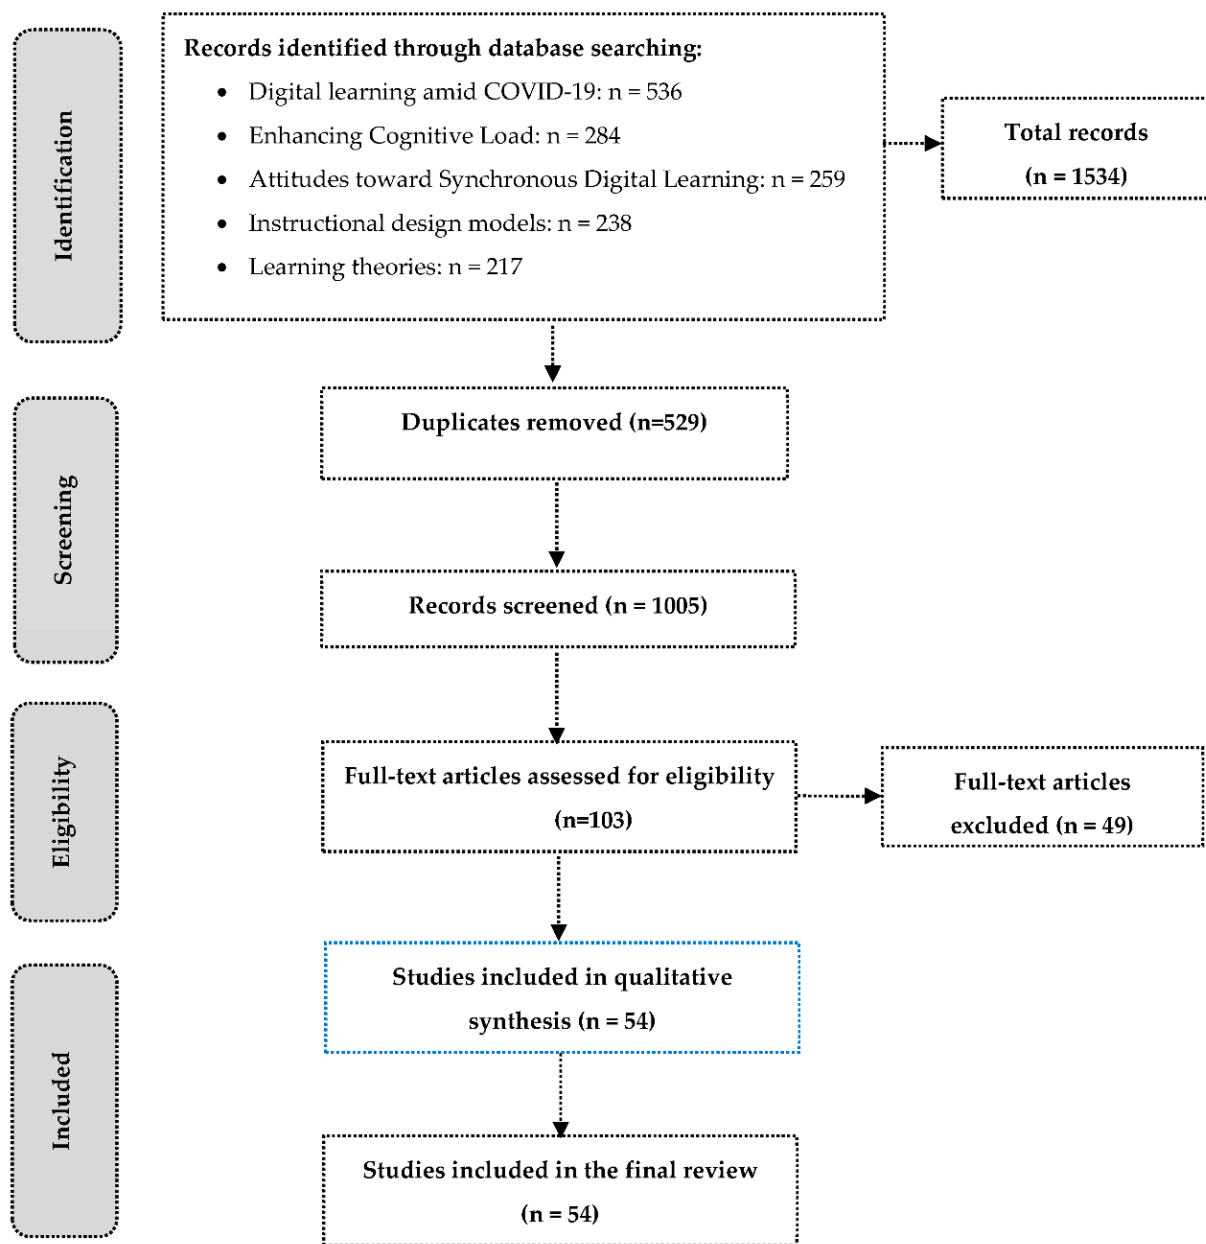 Identification
Records identified through database searching:
• Digital learning amid COVID-19: n = 536
• Enhancing Cognitive Load: n = 284
• Attitudes toward Synchronous Digital Learning: n = 259
• Instructional design models: n = 238
• Learning theories: n = 217
Total records
(n = 1534)
Screening
Duplicates removed (n=529)
Records screened (n = 1005)
Eligibility
Full-text articles assessed for eligibility
(n=103)
Full-text articles
excluded (n = 49)
Included
Studies included in qualitative
synthesis (n = 54)
Studies included in the final review
(n = 54)